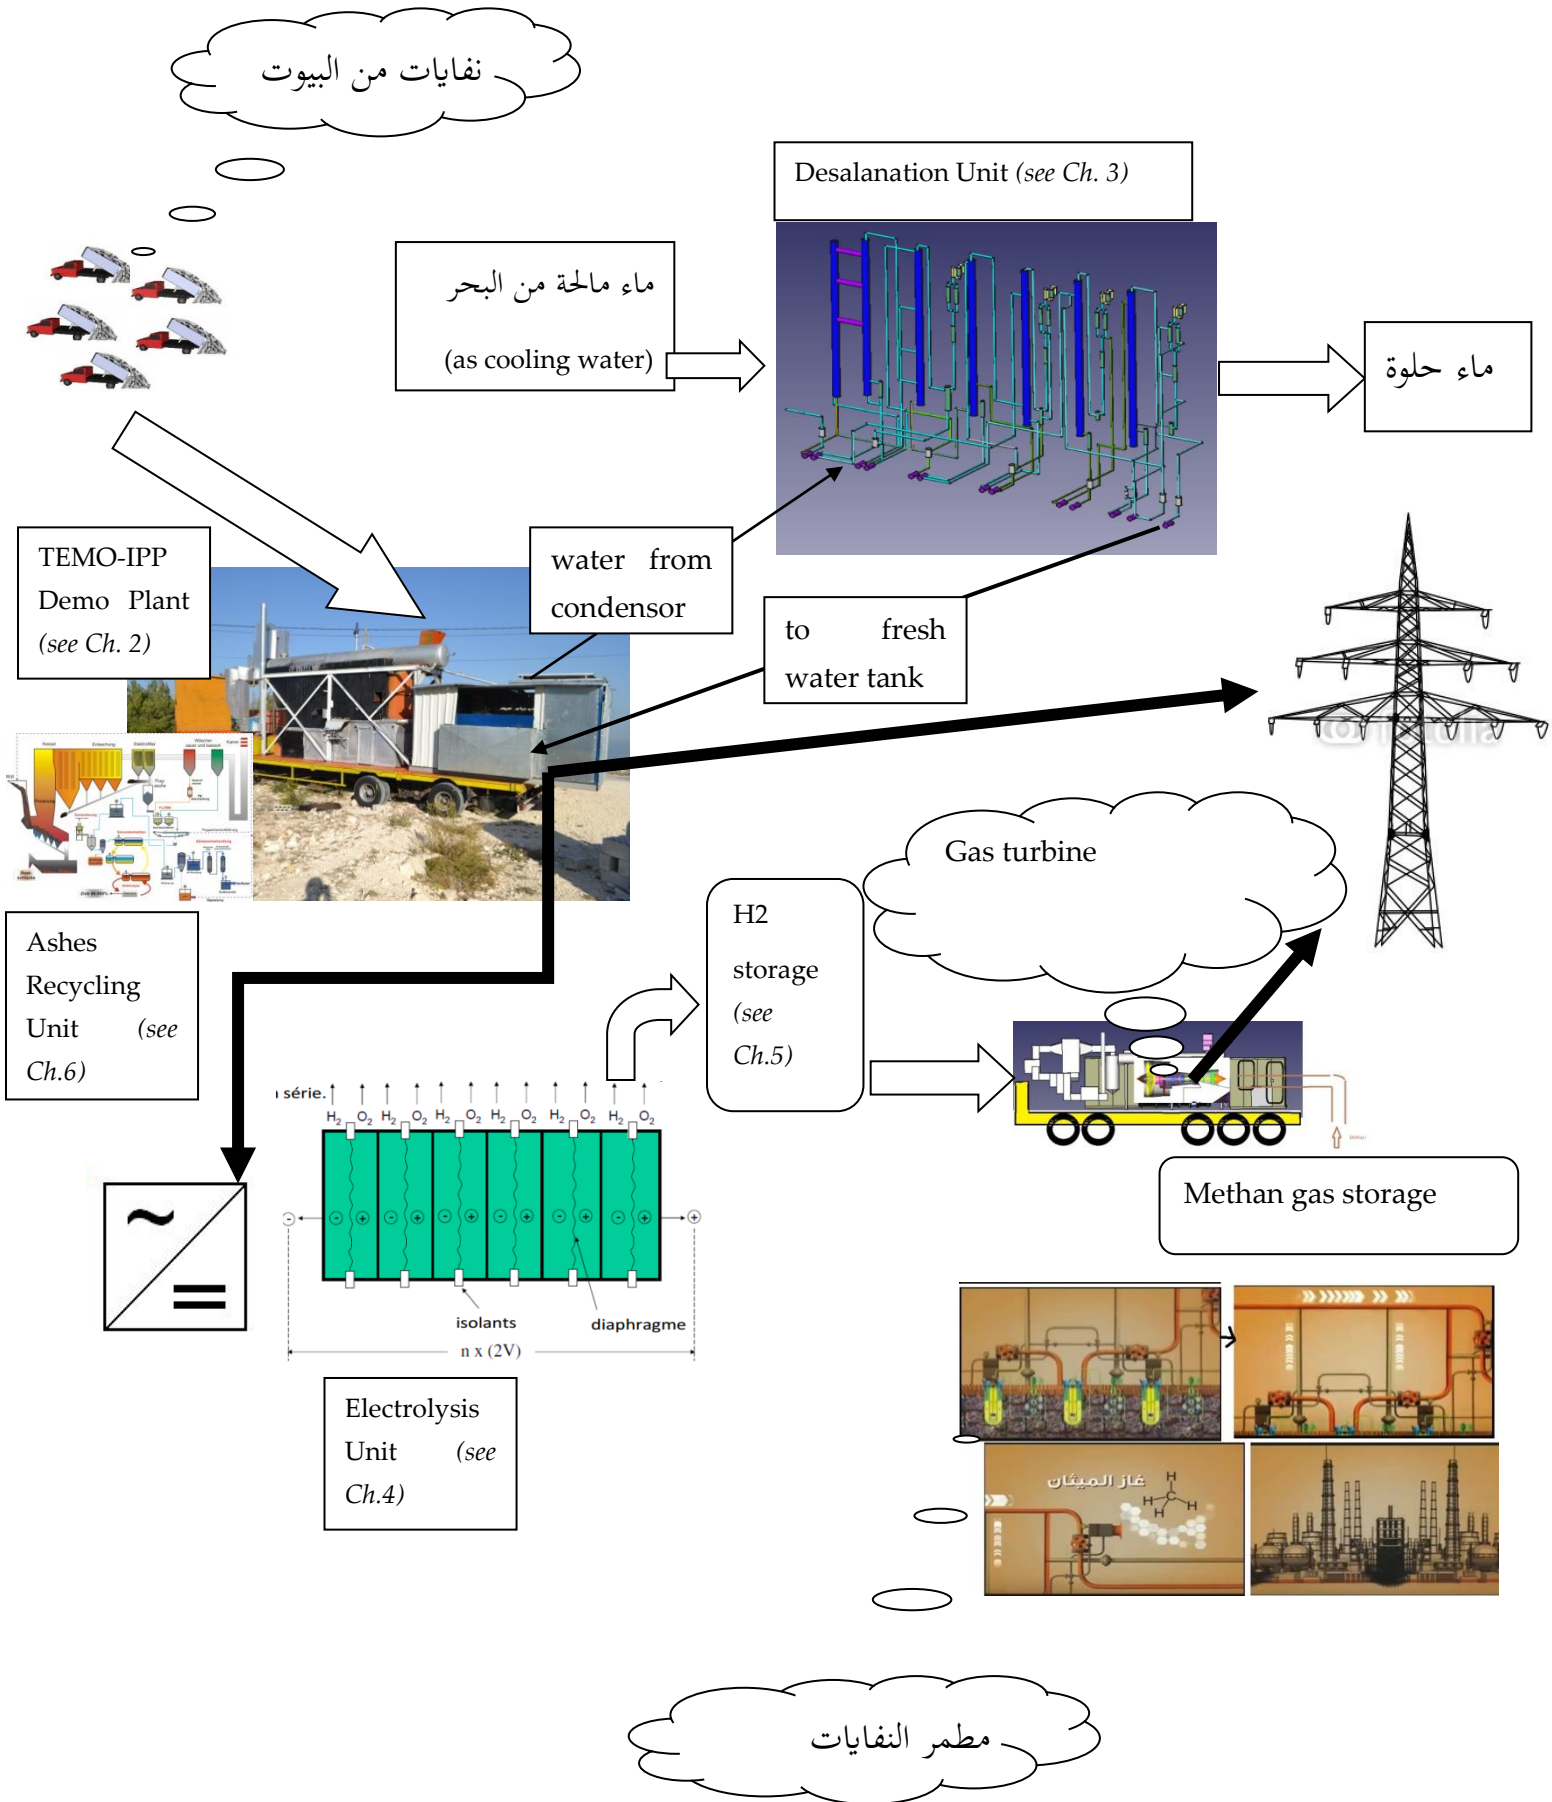 نفايات من البيوت
Desalanation Unit (see Ch. 3)
ماء مالحة من البحر
(as cooling water)
ماء حلوة
TEMO-IPP
Demo Plant
(see Ch. 2)
water from
condensor
to fresh
water tank
Gas turbine
H2
storage
(see
Ch.5)
Ashes
Recycling
Unit (see
Ch.6)
n série.
H2 O2 H2 O2 H2 O2 H2 O2 H2 O2 H2 O2
~
=
- - + - + - + - + - + - + +
isolants
diaphragme
n x (2V)
Electrolysis
Unit (see
Ch.4)
Methan gas storage
غاز الميثان
H
H C H
H
مطمر النفايات